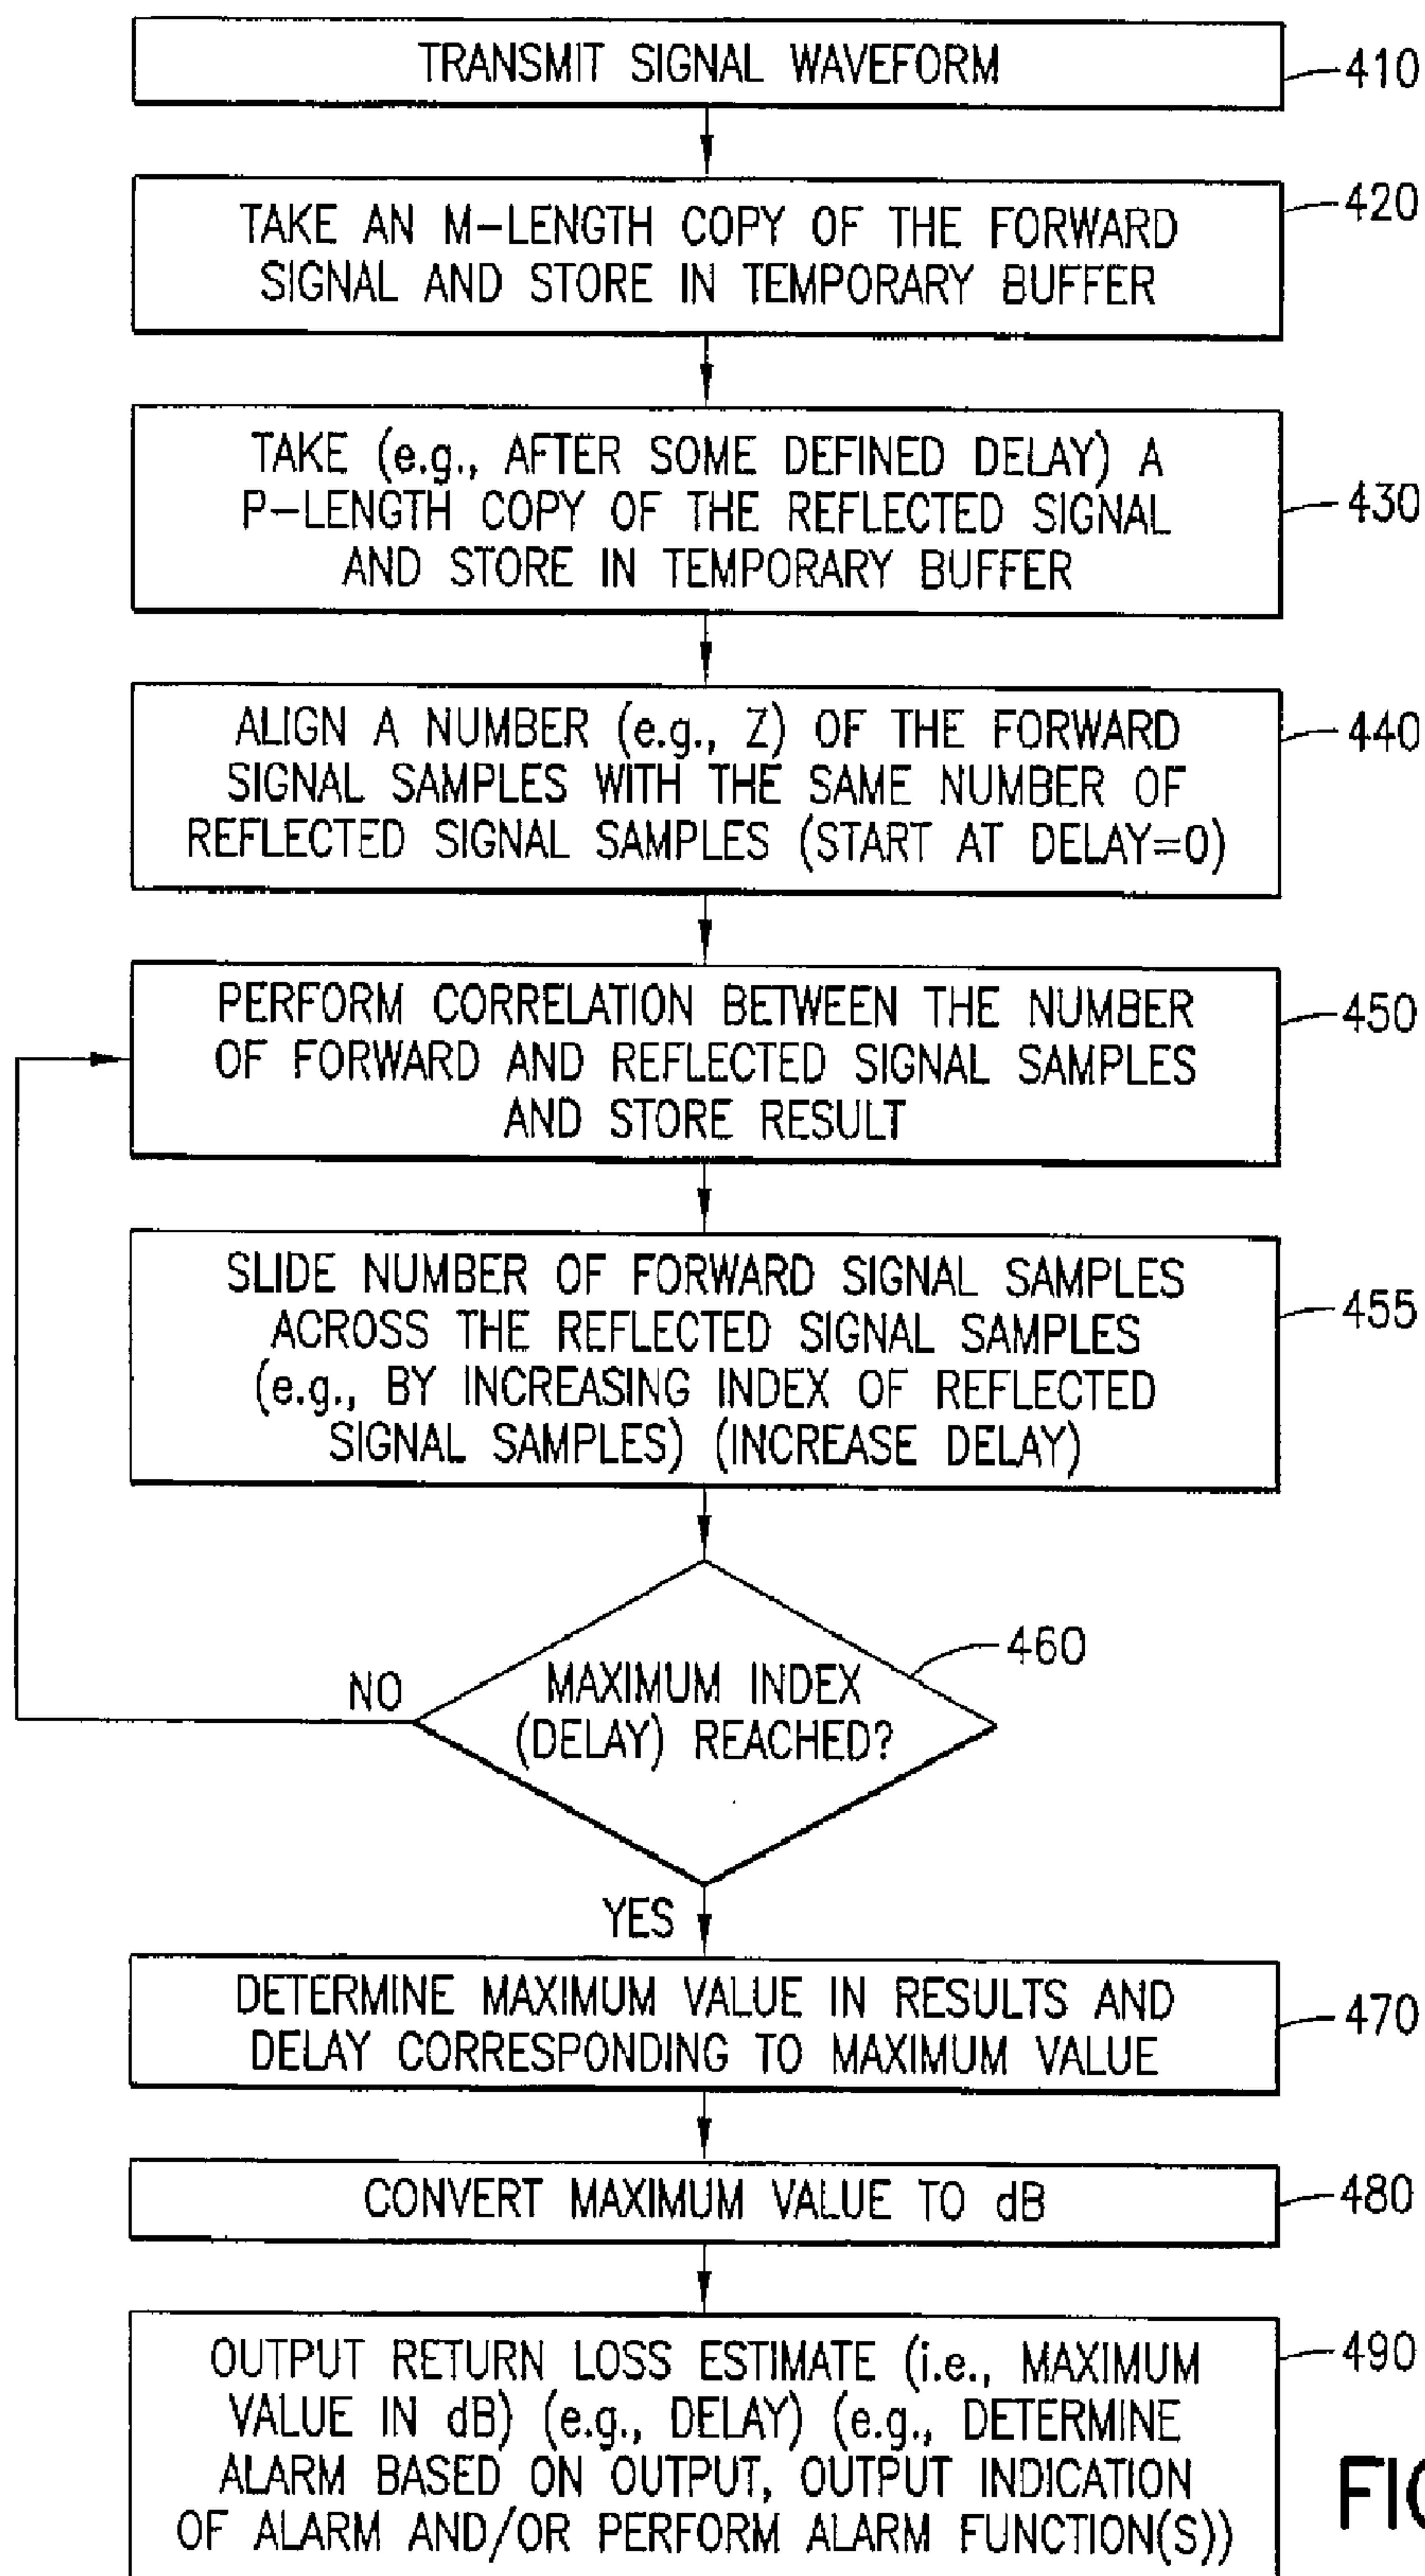 TRANSMIT SIGNAL WAVEFORM
410
TAKE AN M-LENGTH COPY OF THE FORWARD
SIGNAL AND STORE IN TEMPORARY BUFFER
420
TAKE (e.g., AFTER SOME DEFINED DELAY) A
P-LENGTH COPY OF THE REFLECTED SIGNAL
AND STORE IN TEMPORARY BUFFER
430
ALIGN A NUMBER (e.g., Z) OF THE FORWARD
SIGNAL SAMPLES WITH THE SAME NUMBER OF
REFLECTED SIGNAL SAMPLES (START AT DELAY=0)
440
PERFORM CORRELATION BETWEEN THE NUMBER
OF FORWARD AND REFLECTED SIGNAL SAMPLES
AND STORE RESULT
450
SLIDE NUMBER OF FORWARD SIGNAL SAMPLES
ACROSS THE REFLECTED SIGNAL SAMPLES
(e.g., BY INCREASING INDEX OF REFLECTED
SIGNAL SAMPLES) (INCREASE DELAY)
455
MAXIMUM INDEX
(DELAY) REACHED?
460
NO
YES
DETERMINE MAXIMUM VALUE IN RESULTS AND
DELAY CORRESPONDING TO MAXIMUM VALUE
470
CONVERT MAXIMUM VALUE TO dB
480
OUTPUT RETURN LOSS ESTIMATE (i.e., MAXIMUM
VALUE IN dB) (e.g., DELAY) (e.g., DETERMINE
ALARM BASED ON OUTPUT, OUTPUT INDICATION
OF ALARM AND/OR PERFORM ALARM FUNCTION(S))
490